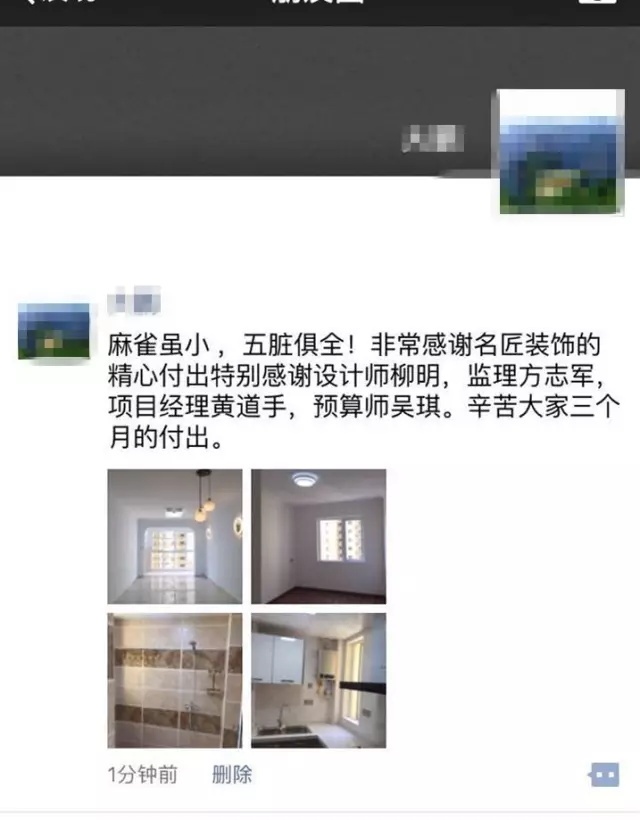 麻雀虽小，五脏俱全！非常感谢名匠装饰的
精心付出特别感谢设计师柳明，监理方志军，
项目经理黄道手，预算师吴琪。辛苦大家三个
月的付出。
1分钟前 删除